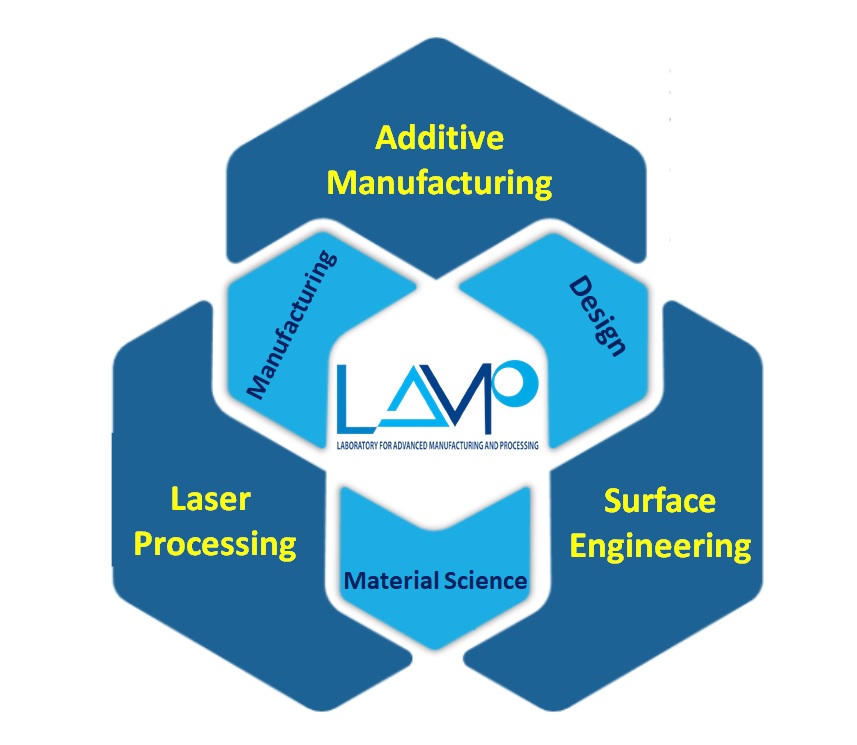 Additive
Manufacturing
Manufacturing
Design
LAMP
LABORATORY FOR ADVANCED MANUFACTURING AND PROCESSING
Laser
Processing
Surface
Engineering
Material Science